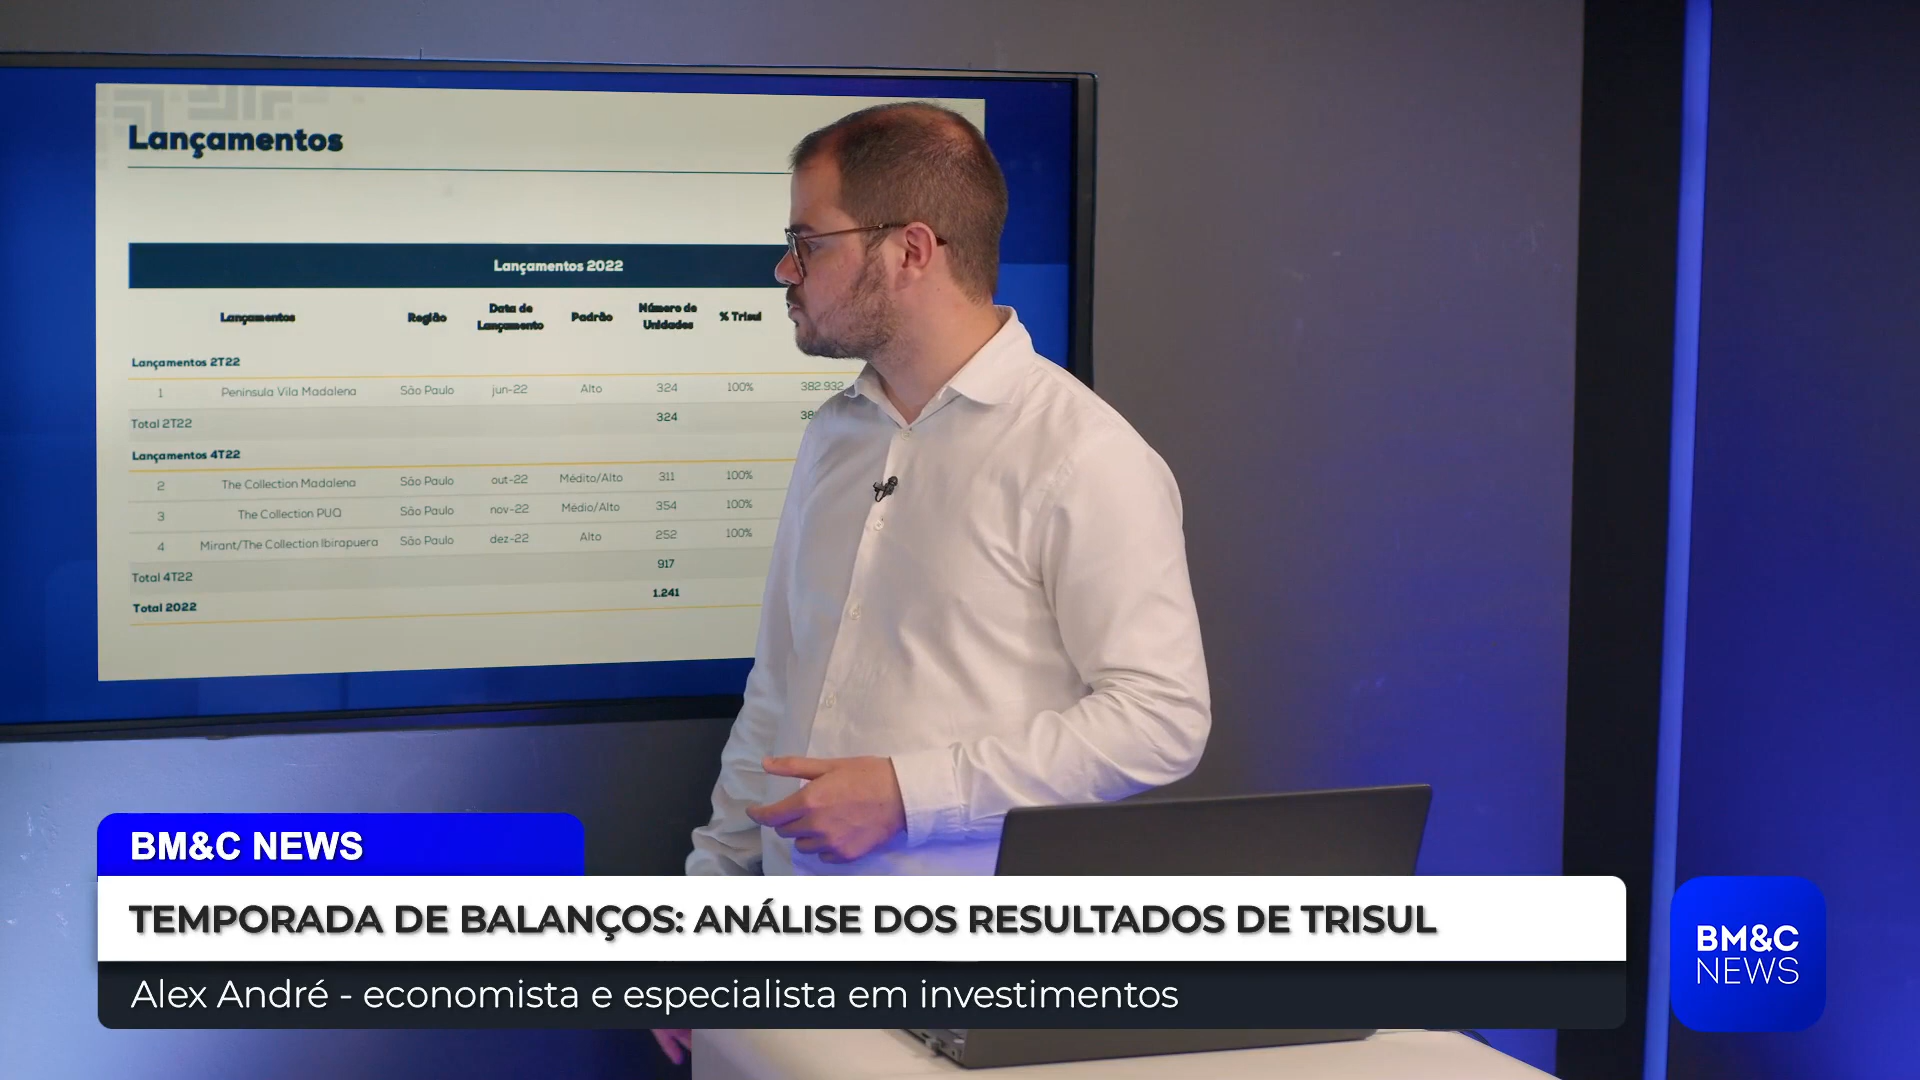 Lançamentos
Lançamentos 2022
Lançamentos Região Data de Lançamento Padrão Número de Unidades % Trisul
Lançamentos 2T22
1 Península Vila Madalena São Paulo jun-22 Alto 324 100% 382.932
Total 2T22 324
Lançamentos 4T22
2 The Collection Madalena São Paulo out-22 Médito/Alto 311 100%
3 The Collection PUQ São Paulo nov-22 Médio/Alto 354 100%
4 Mirant/The Collection Ibirapuera São Paulo dez-22 Alto 252 100%
Total 4T22 917
Total 2022 1.241
BM&C NEWS
TEMPORADA DE BALANÇOS: ANÁLISE DOS RESULTADOS DE TRISUL
Alex André - economista e especialista em investimentos
BM&C
NEWS